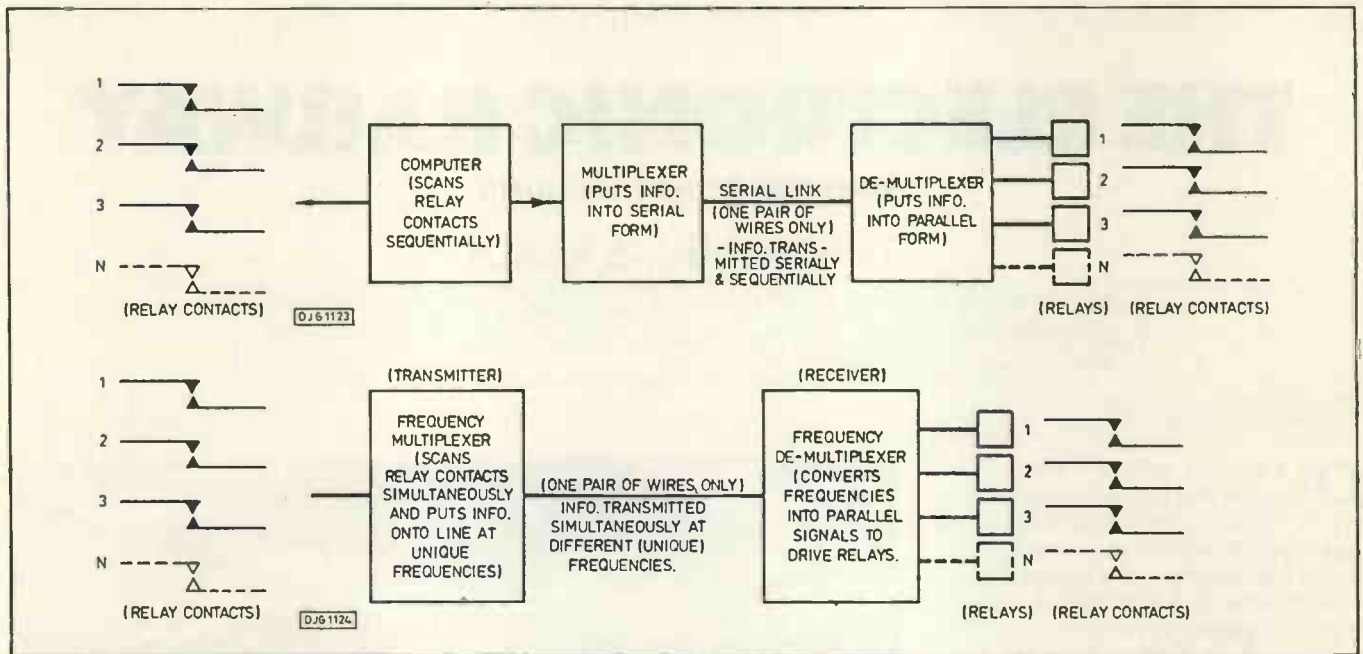 1
2
3
N
(RELAY CONTACTS)
DJG1123
COMPUTER
(SCANS
RELAY
CONTACTS
SEQUENTIALLY)
MULTIPLEXER
(PUTS INFO.
INTO SERIAL
FORM)
SERIAL LINK
(ONE PAIR OF
WIRES ONLY)
- INFO. TRANS -
MITTED SERIALLY
& SEQUENTIALLY
DE-MULTIPLEXER
(PUTS INFO.
INTO PARALLEL
FORM)
1
2
3
N
(RELAYS)
(RELAY CONTACTS)
1
2
3
N
(RELAY CONTACTS)
DJG1124
(TRANSMITTER)
FREQUENCY
MULTIPLEXER
(SCANS
RELAY CONTACTS
SIMULTANEOUSLY
AND PUTS INFO.
ONTO LINE AT
UNIQUE
FREQUENCIES)
(ONE PAIR OF WIRES ONLY)
INFO. TRANSMITTED
SIMULTANEOUSLY AT
DIFFERENT (UNIQUE)
FREQUENCIES.
(RECEIVER)
FREQUENCY
DE-MULTIPLEXER
(CONVERTS
FREQUENCIES
INTO PARALLEL
SIGNALS TO
DRIVE RELAYS.
1
2
3
N
(RELAYS)
(RELAY CONTACTS)